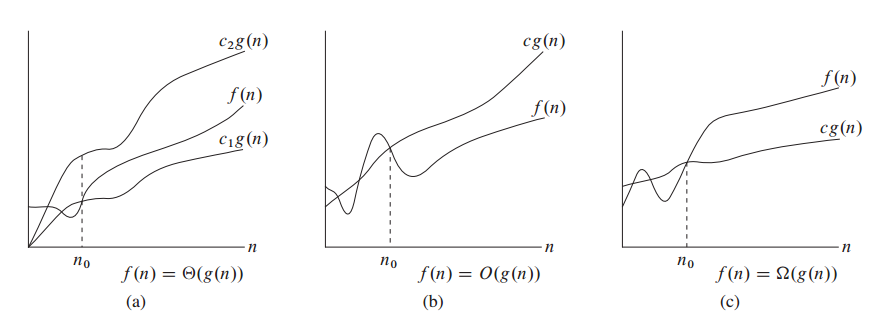 c₂g(n)
f(n)
c₁g(n)
n
n₀
f(n) = Θ(g(n))
(a)
cg(n)
f(n)
n
n₀
f(n) = O(g(n))
(b)
f(n)
cg(n)
n
n₀
f(n) = Ω(g(n))
(c)